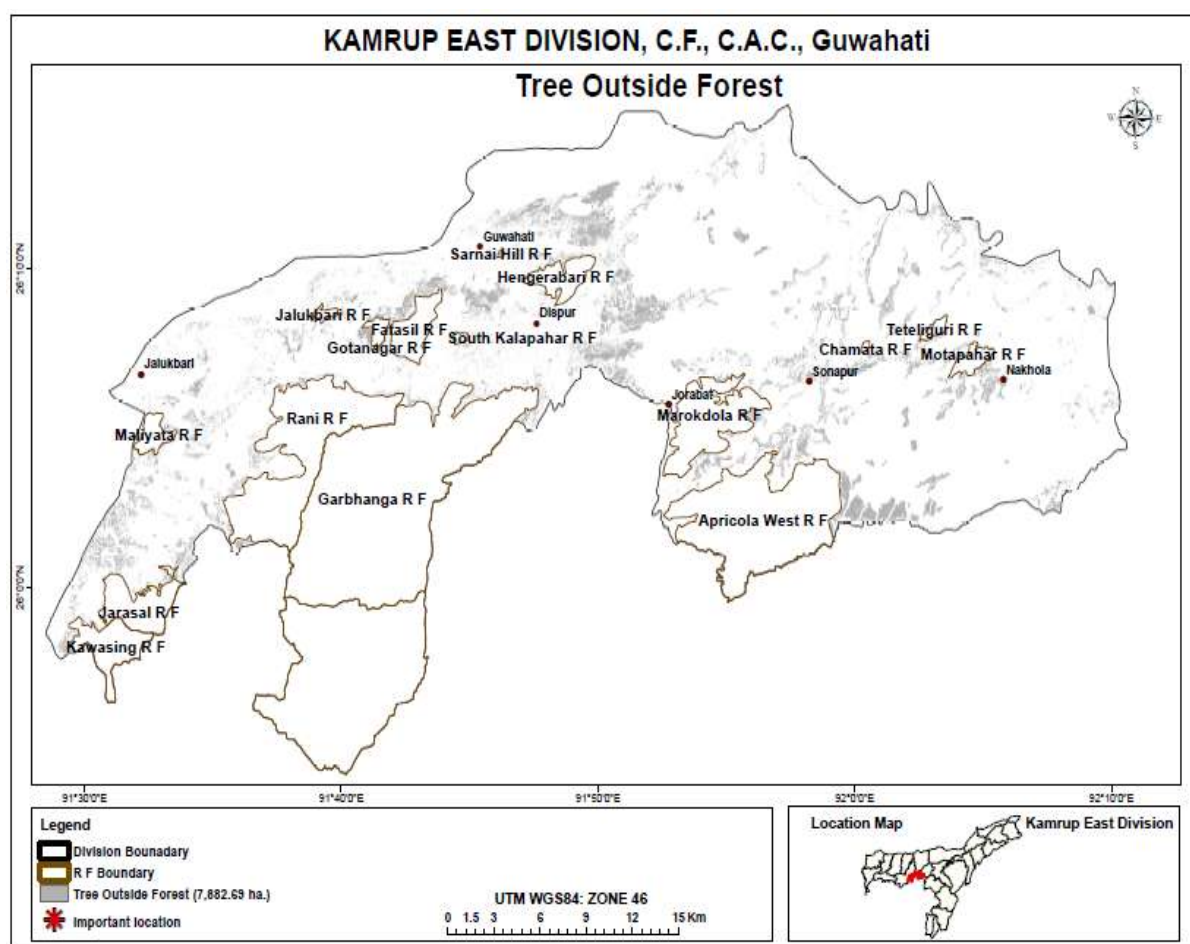 KAMRUP EAST DIVISION, C.F., C.A.C., Guwahati
Tree Outside Forest
N
W E
S
Guwahati
Sarnai Hill R F
Hengerabari R F
26°10'0"N
Jalukbari R F
Dispur
Fatasil R F
South Kalapahar R F
Gotanagar R F
Teteliguri R F
Chamata R F
Motapahar R F
Jalukbari
Sonapur
Nakhola
Jorabat
Marokdola R F
Rani R F
Maliyata R F
Garbhanga R F
Apricola West R F
26°0'0"N
Jarasal R F
Kawasing R F
91°30'0"E 91°40'0"E 91°50'0"E 92°0'0"E 92°10'0"E
Legend
Division Bounadary
R F Boundary
Tree Outside Forest (7,882.69 ha.)
Important location
UTM WGS84: ZONE 46
0 1.5 3 6 9 12 15 Km
Location Map Kamrup East Division